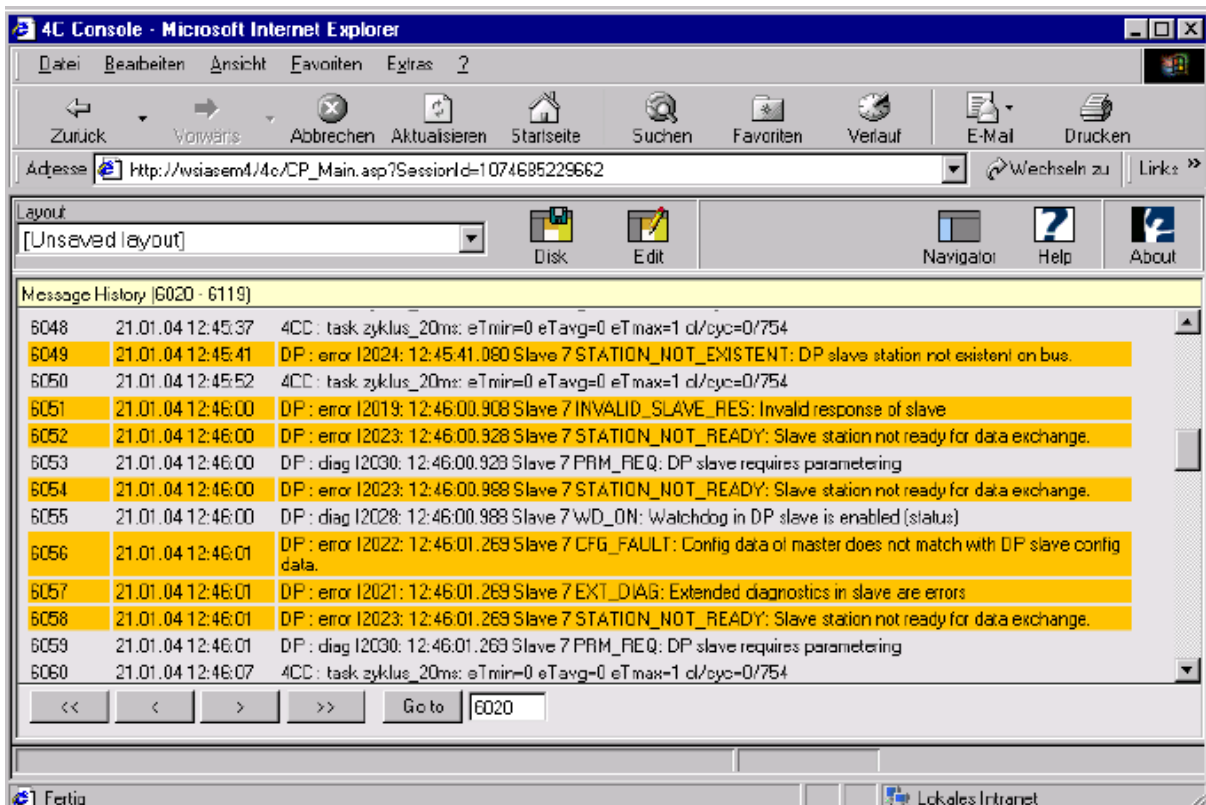 4C Console - Microsoft Internet Explorer
Datei Bearbeiten Ansicht Favoriten Extras ?
Zurück Vorwärts Abbrechen Aktualisieren Startseite Suchen Favoriten Verlauf E-Mail Drucken
Adresse http://wsiasem4/4c/CP_Main.asp?SessionId=1074685229662 Wechseln zu Links »
Layout
[Unsaved layout]
Disk Edit Navigator Help About
Message History (6020 - 6119)
6048 21.01.04 12:45:37 4CC : task zyklus_20ms: eTmin=0 eTavg=0 eTmax=1 ol/cyc=0/754
6049 21.01.04 12:45:41 DP : error I2024: 12:45:41.080 Slave 7 STATION_NOT_EXISTENT: DP slave station not existent on bus.
6050 21.01.04 12:45:52 4CC : task zyklus_20ms: eTmin=0 eTavg=0 eTmax=1 ol/cyc=0/754
6051 21.01.04 12:46:00 DP : error I2019: 12:46:00.908 Slave 7 INVALID_SLAVE_RES: Invalid response of slave
6052 21.01.04 12:46:00 DP : error I2023: 12:46:00.928 Slave 7 STATION_NOT_READY: Slave station not ready for data exchange.
6053 21.01.04 12:46:00 DP : diag I2030: 12:46:00.928 Slave 7 PRM_REQ: DP slave requires parametering
6054 21.01.04 12:46:00 DP : error I2023: 12:46:00.988 Slave 7 STATION_NOT_READY: Slave station not ready for data exchange.
6055 21.01.04 12:46:00 DP : diag I2028: 12:46:00.988 Slave 7 WD_ON: Watchdog in DP slave is enabled (status)
6056 21.01.04 12:46:01 DP : error I2022: 12:46:01.269 Slave 7 CFG_FAULT: Config data of master does not match with DP slave config
data.
6057 21.01.04 12:46:01 DP : error I2021: 12:46:01.269 Slave 7 EXT_DIAG: Extended diagnostics in slave are errors
6058 21.01.04 12:46:01 DP : error I2023: 12:46:01.269 Slave 7 STATION_NOT_READY: Slave station not ready for data exchange.
6059 21.01.04 12:46:01 DP : diag I2030: 12:46:01.269 Slave 7 PRM_REQ: DP slave requires parametering
6060 21.01.04 12:46:07 4CC : task zyklus_20ms: eTmin=0 eTavg=0 eTmax=1 ol/cyc=0/754
<< < > >> Go to 6020
Fertig Lokales Intranet